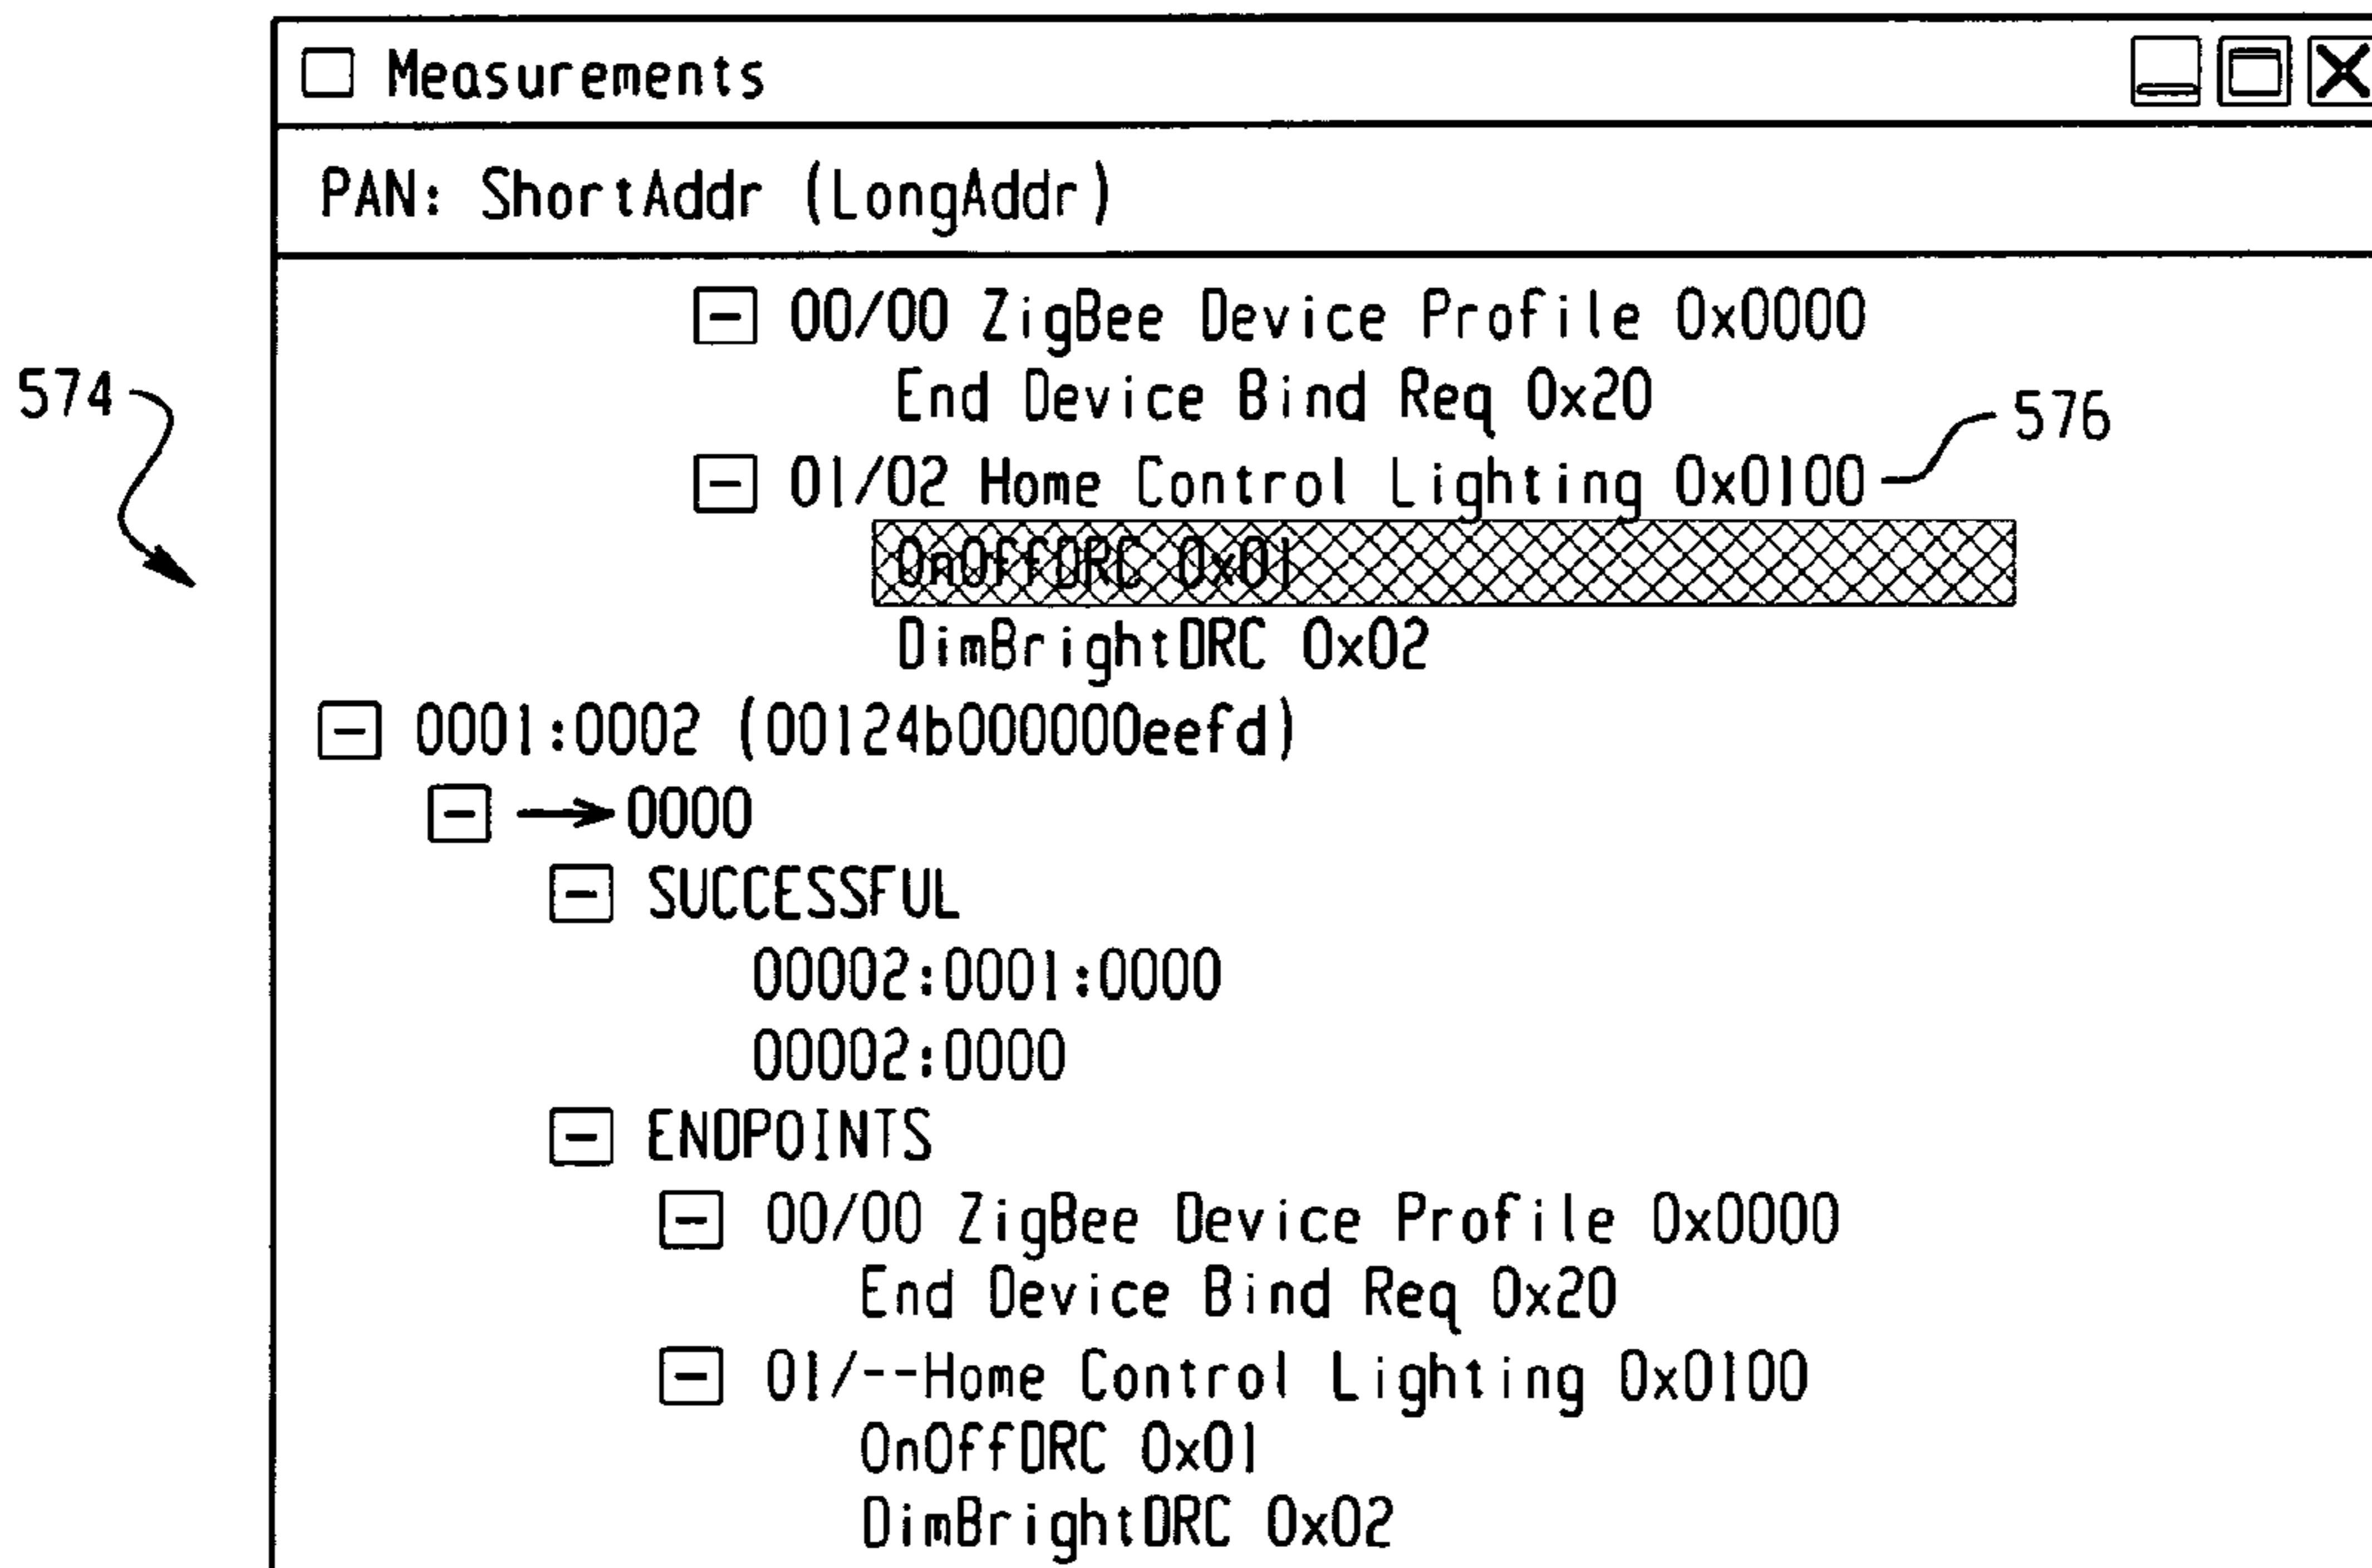 Measurements
PAN: ShortAddr (LongAddr)
00/00 ZigBee Device Profile 0x0000
574
End Device Bind Req 0x20
576
01/02 Home Control Lighting 0x0100
OnOffDRC 0x01
DimBrightDRC 0x02
0001:0002 (00124b000000eefd)
0000
SUCCESSFUL
00002:0001:0000
00002:0000
ENDPOINTS
00/00 ZigBee Device Profile 0x0000
End Device Bind Req 0x20
01/--Home Control Lighting 0x0100
OnOffDRC 0x01
DimBrightDRC 0x02